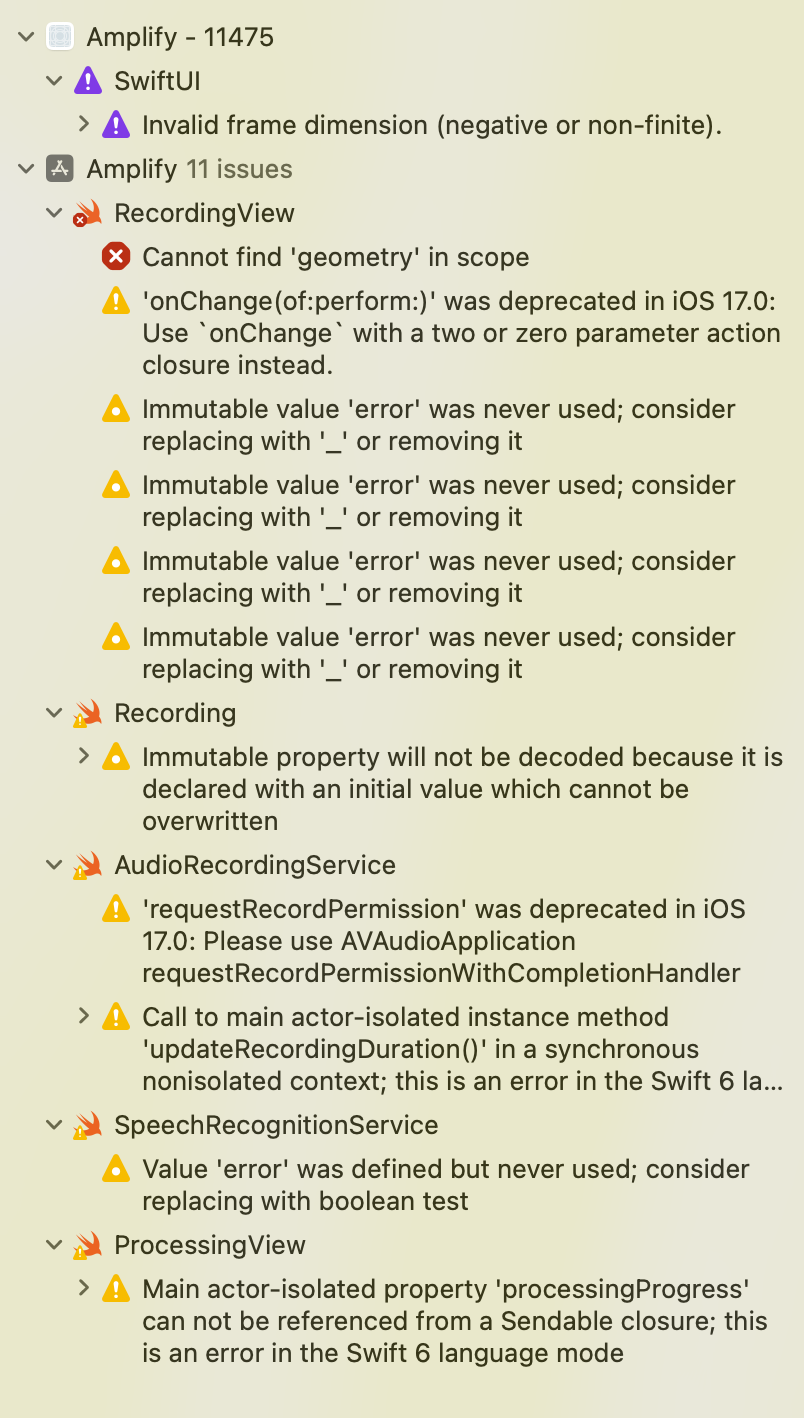 Amplify - 11475
SwiftUI
Invalid frame dimension (negative or non-finite).
Amplify 11 issues
RecordingView
Cannot find 'geometry' in scope
'onChange(of:perform:)' was deprecated in iOS 17.0:
Use `onChange` with a two or zero parameter action
closure instead.
Immutable value 'error' was never used; consider
replacing with '_' or removing it
Immutable value 'error' was never used; consider
replacing with '_' or removing it
Immutable value 'error' was never used; consider
replacing with '_' or removing it
Immutable value 'error' was never used; consider
replacing with '_' or removing it
Recording
Immutable property will not be decoded because it is
declared with an initial value which cannot be
overwritten
AudioRecordingService
'requestRecordPermission' was deprecated in iOS
17.0: Please use AVAudioApplication
requestRecordPermissionWithCompletionHandler
Call to main actor-isolated instance method
'updateRecordingDuration()' in a synchronous
nonisolated context; this is an error in the Swift 6 la...
SpeechRecognitionService
Value 'error' was defined but never used; consider
replacing with boolean test
ProcessingView
Main actor-isolated property 'processingProgress'
can not be referenced from a Sendable closure; this
is an error in the Swift 6 language mode